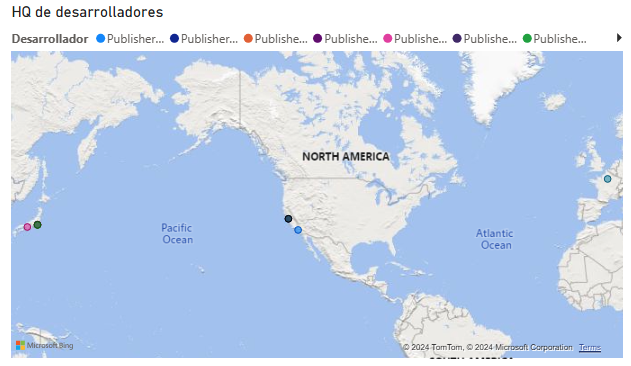 HQ de desarrolladores
Desarrollador Publisher... Publisher... Publishe... Publishe... Publishe... Publishe... Publishe...
NORTH AMERICA
Pacific
Ocean
Atlantic
Ocean
Microsoft Bing
© 2024 TomTom, © 2024 Microsoft Corporation Terms